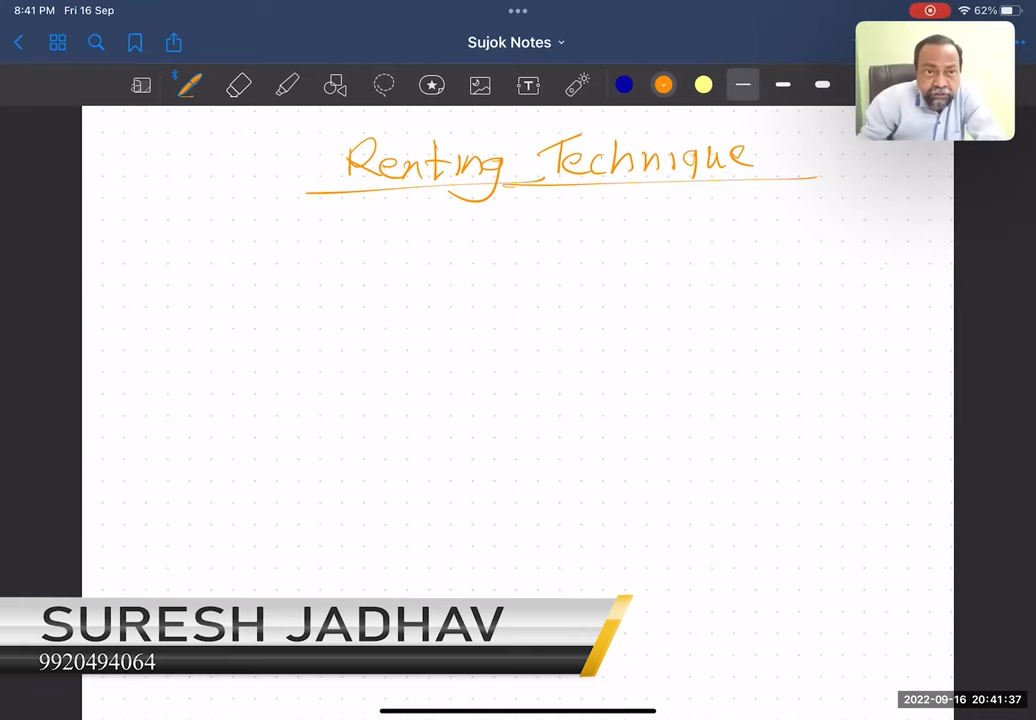 8:41 PM Fri 16 Sep
62%
Sujok Notes
T
Renting Technique
SURESH JADHAV
9920494064
2022-09-16 20:41:37